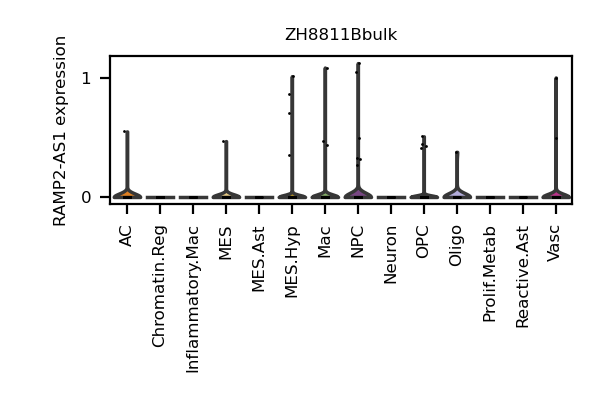 ZH8811Bbulk
RAMP2-AS1 expression
1
0
AC
Chromatin.Reg
Inflammatory.Mac
MES
MES.Ast
MES.Hyp
Mac
NPC
Neuron
OPC
Oligo
Prolif.Metab
Reactive.Ast
Vasc